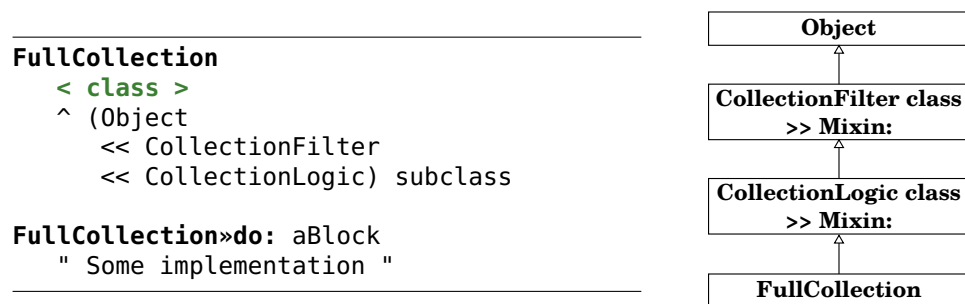 FullCollection
< class >
^ (Object
<< CollectionFilter
<< CollectionLogic) subclass
FullCollection»do: aBlock
" Some implementation "
Object
CollectionFilter class
>> Mixin:
CollectionLogic class
>> Mixin:
FullCollection